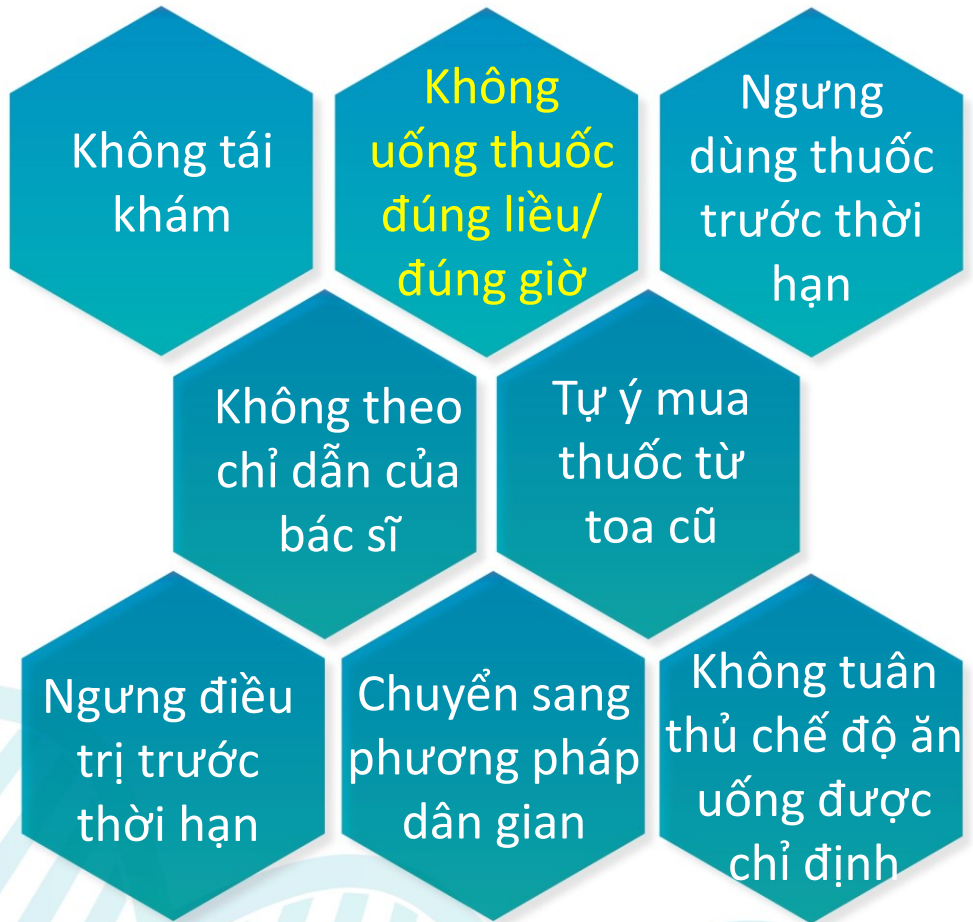 Không tái
khám
Không
uống thuốc
đúng liều/
đúng giờ
Ngưng
dùng thuốc
trước thời
hạn
Không theo
chỉ dẫn của
bác sĩ
Tự ý mua
thuốc từ
toa cũ
Ngưng điều
trị trước
thời hạn
Chuyển sang
phương pháp
dân gian
Không tuân
thủ chế độ ăn
uống được
chỉ định